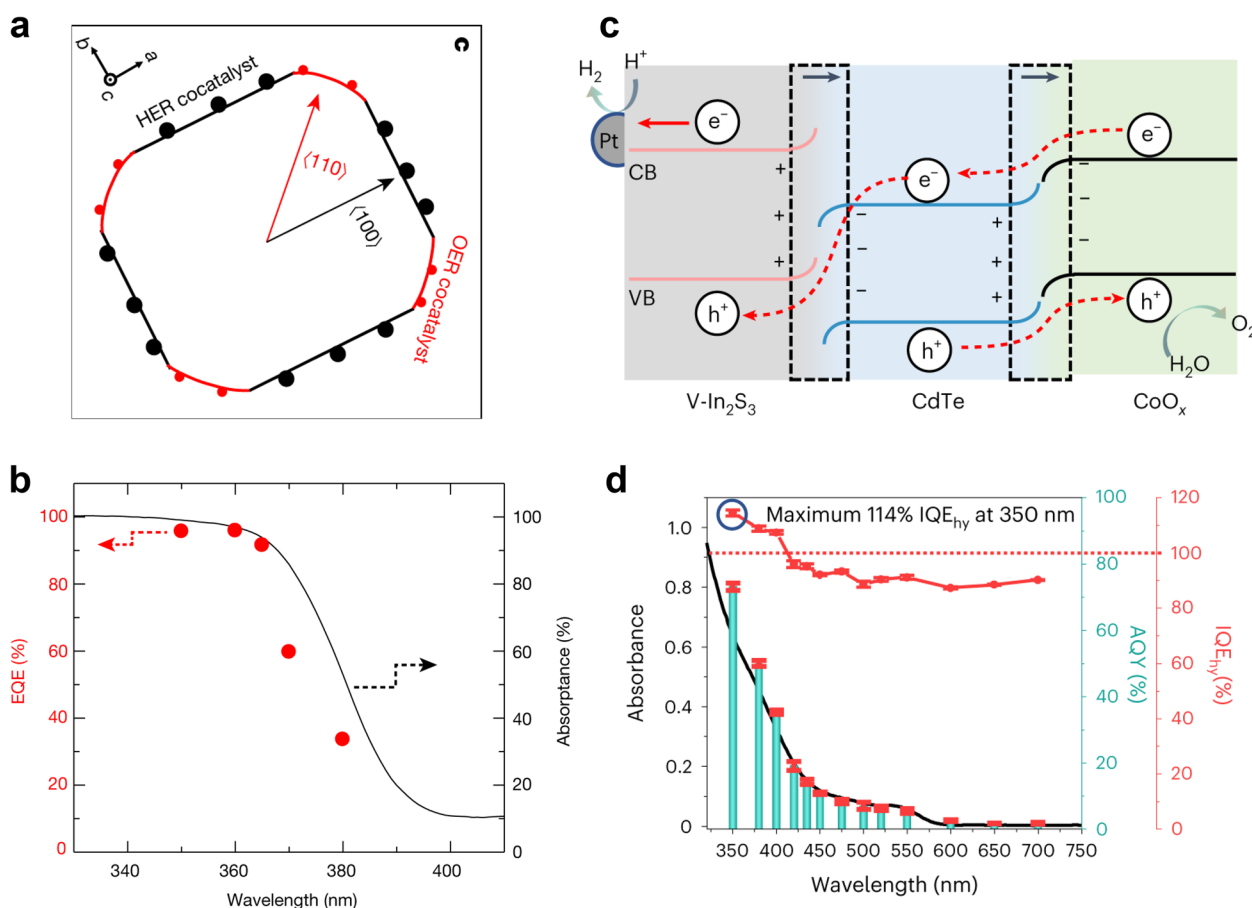 a
c
b
a
c
HER cocatalyst
⟨110⟩
⟨100⟩
OER cocatalyst
c
H₂
H⁺
Pt
e⁻
e⁻
e⁻
CB
+
−
−
+
−
+
−
+
−
+
−
+
−
+
VB
h⁺
h⁺
h⁺
O₂
H₂O
V-In₂S₃
CdTe
CoOₓ
b
EQE (%)
100
80
60
40
20
0
Absorptance (%)
100
80
60
40
20
0
340
360
380
400
Wavelength (nm)
d
Maximum 114% IQEhy at 350 nm
Absorbance
1.0
0.8
0.6
0.4
0.2
0
AQY (%)
100
80
60
40
20
0
IQEhy(%)
120
100
80
60
40
20
0
350 400 450 500 550 600 650 700 750
Wavelength (nm)